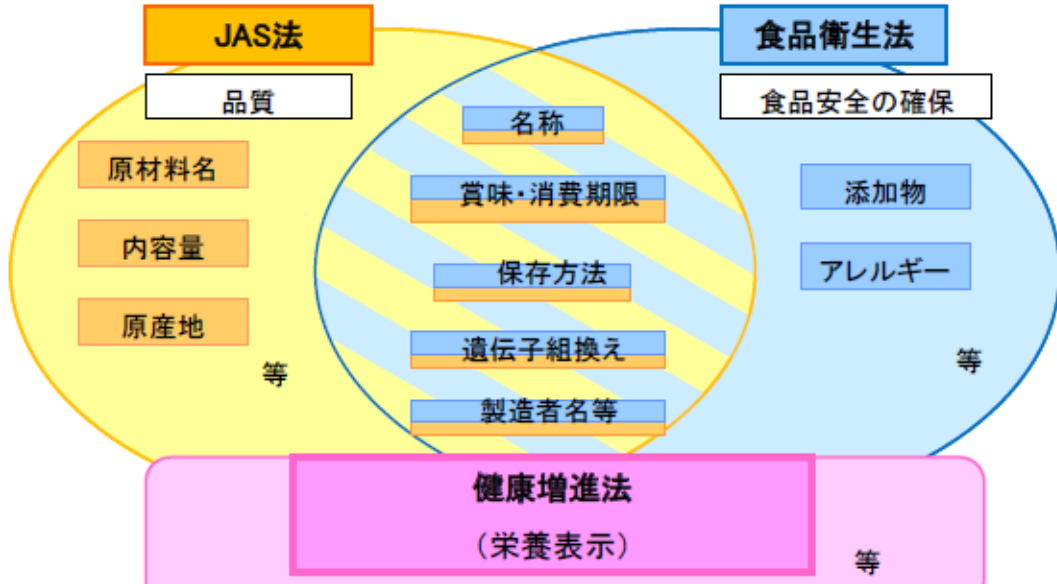 JAS法
品質
原材料名
内容量
原産地
等
名称
賞味・消費期限
保存方法
遺伝子組換え
製造者名等
食品衛生法
食品安全の確保
添加物
アレルギー
等
健康増進法
（栄養表示）
等